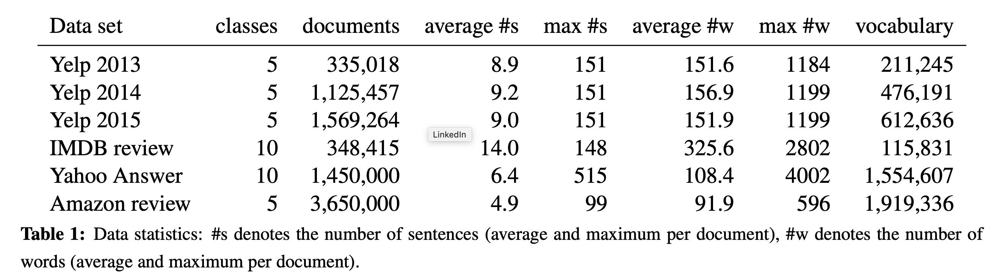 Data set classes documents average #s max #s average #w max #w vocabulary
Yelp 2013 5 335,018 8.9 151 151.6 1184 211,245
Yelp 2014 5 1,125,457 9.2 151 156.9 1199 476,191
Yelp 2015 5 1,569,264 9.0 151 151.9 1199 612,636
LinkedIn
IMDB review 10 348,415 14.0 148 325.6 2802 115,831
Yahoo Answer 10 1,450,000 6.4 515 108.4 4002 1,554,607
Amazon review 5 3,650,000 4.9 99 91.9 596 1,919,336
Table 1: Data statistics: #s denotes the number of sentences (average and maximum per document), #w denotes the number of
words (average and maximum per document).